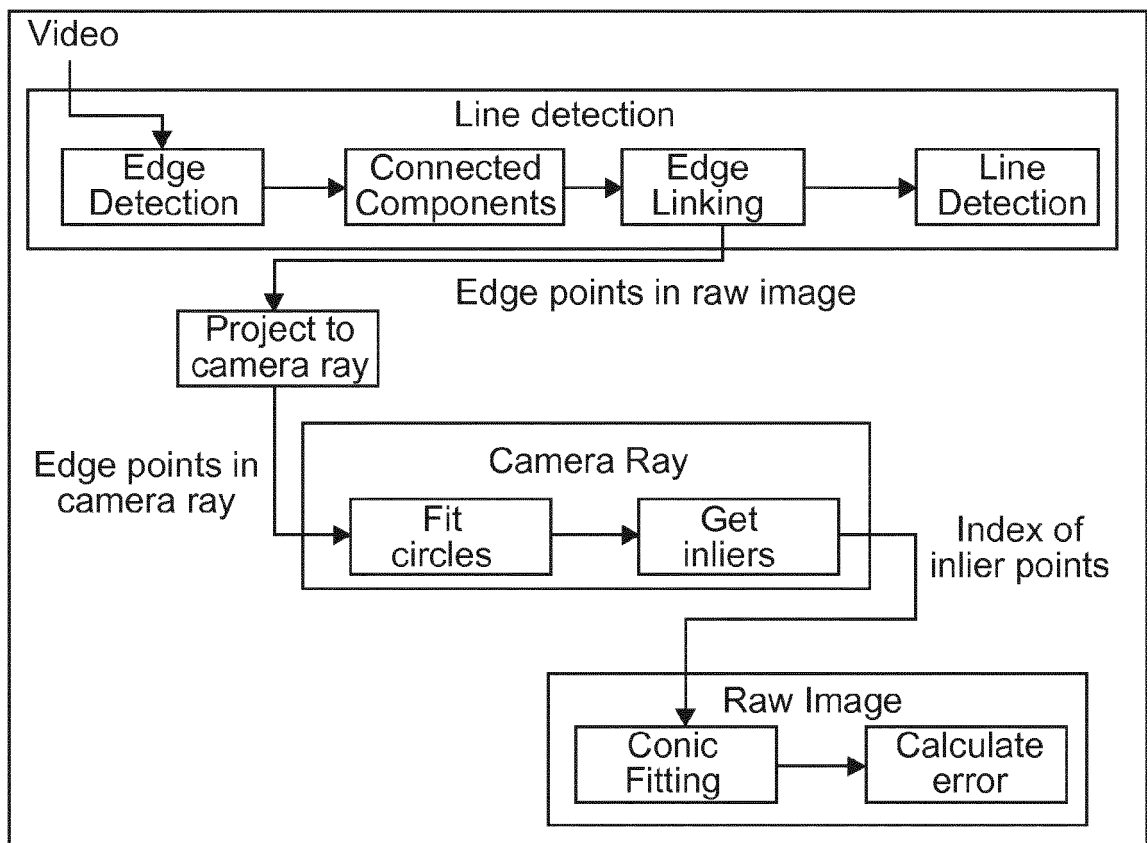 Video
Line detection
Edge
Detection
Connected
Components
Edge
Linking
Line
Detection
Edge points in raw image
Project to
camera ray
Edge points in
camera ray
Camera Ray
Fit
circles
Get
inliers
Index of
inlier points
Raw Image
Conic
Fitting
Calculate
error